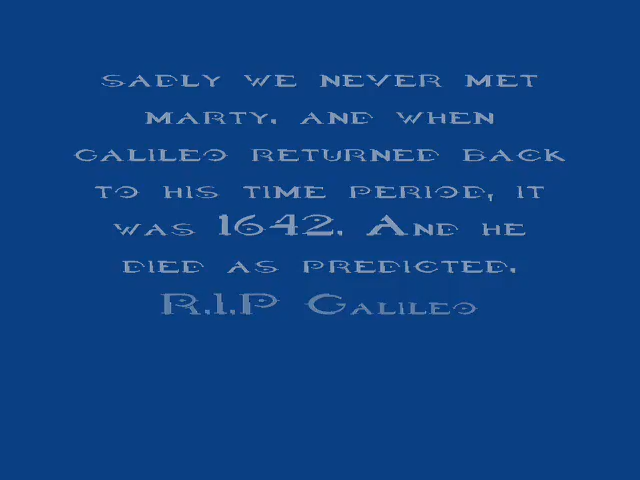 sadly we never met
marty. and when
galileo returned back
to his time period, it
was 1642. And he
died as predicted.
R.I.P Galileo